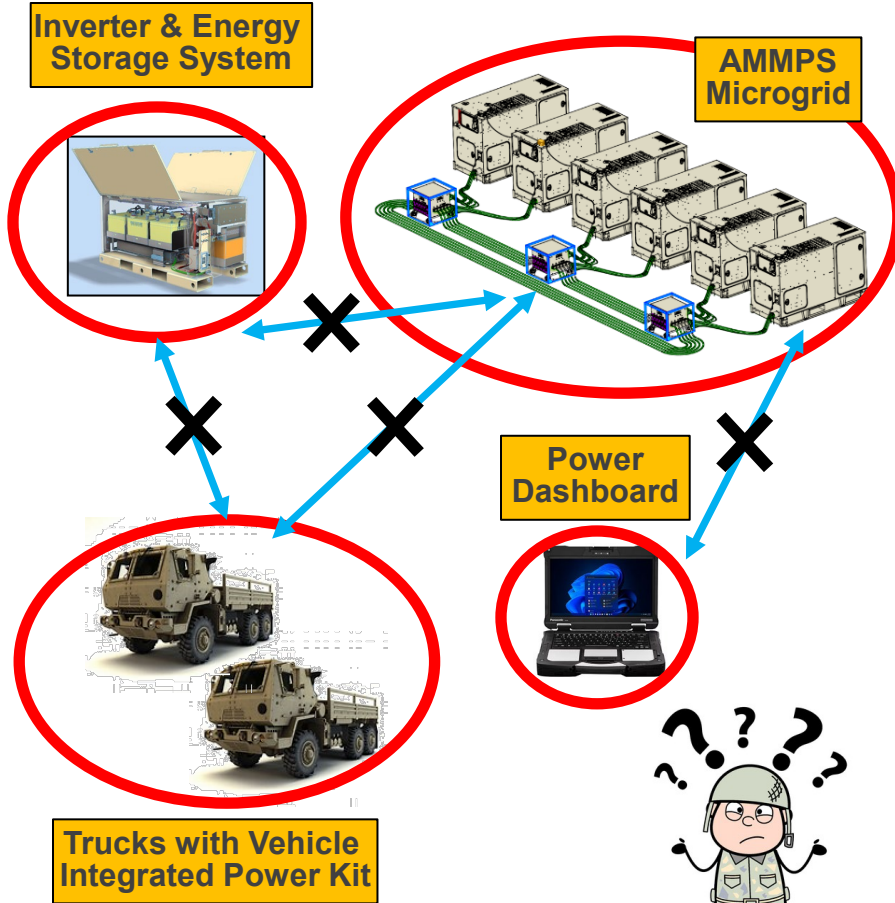 Inverter & Energy
Storage System
AMMPS
Microgrid
Power
Dashboard
Trucks with Vehicle
Integrated Power Kit
? ? ? ? ?